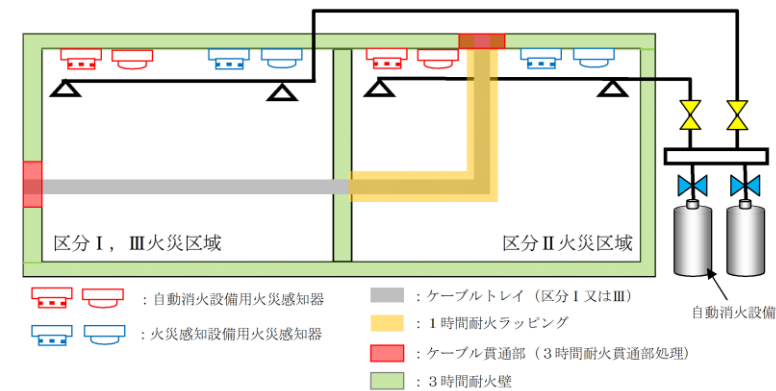 区分Ⅰ，Ⅲ火災区域
区分Ⅱ火災区域
自動消火設備
：自動消火設備用火災感知器
：火災感知設備用火災感知器
：ケーブルトレイ（区分Ⅰ又はⅢ）
：１時間耐火ラッピング
：ケーブル貫通部（３時間耐火貫通部処理）
：３時間耐火壁